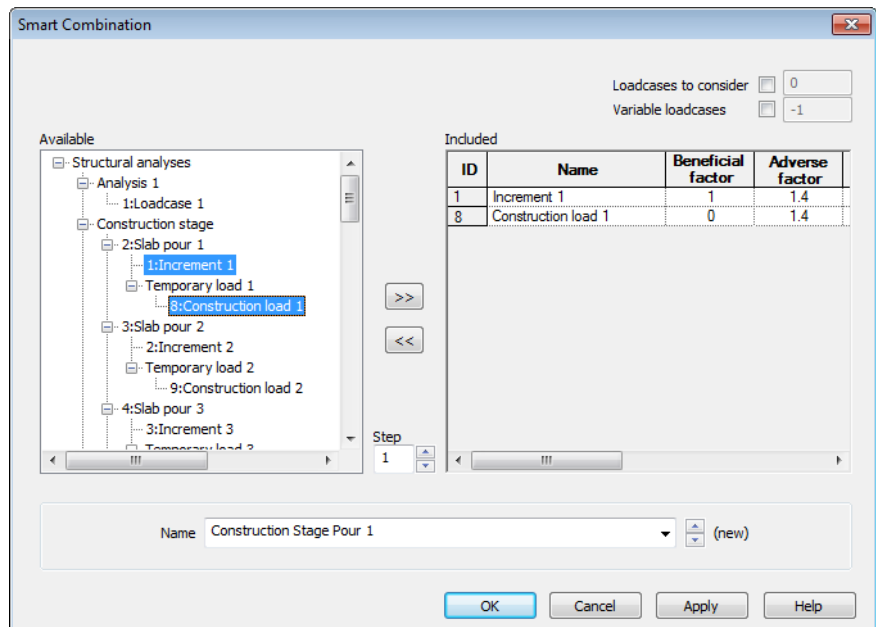 Smart Combination
Loadcases to consider 0
Variable loadcases -1
Available
Structural analyses
Analysis 1
1:Loadcase 1
Construction stage
2:Slab pour 1
1:Increment 1
Temporary load 1
8:Construction load 1
3:Slab pour 2
2:Increment 2
Temporary load 2
9:Construction load 2
4:Slab pour 3
3:Increment 3
Temporary load 3
>>
<<
Step
1
Included
ID Name Beneficial factor Adverse factor
1 Increment 1 1 1.4
8 Construction load 1 0 1.4
Name Construction Stage Pour 1 (new)
OK Cancel Apply Help